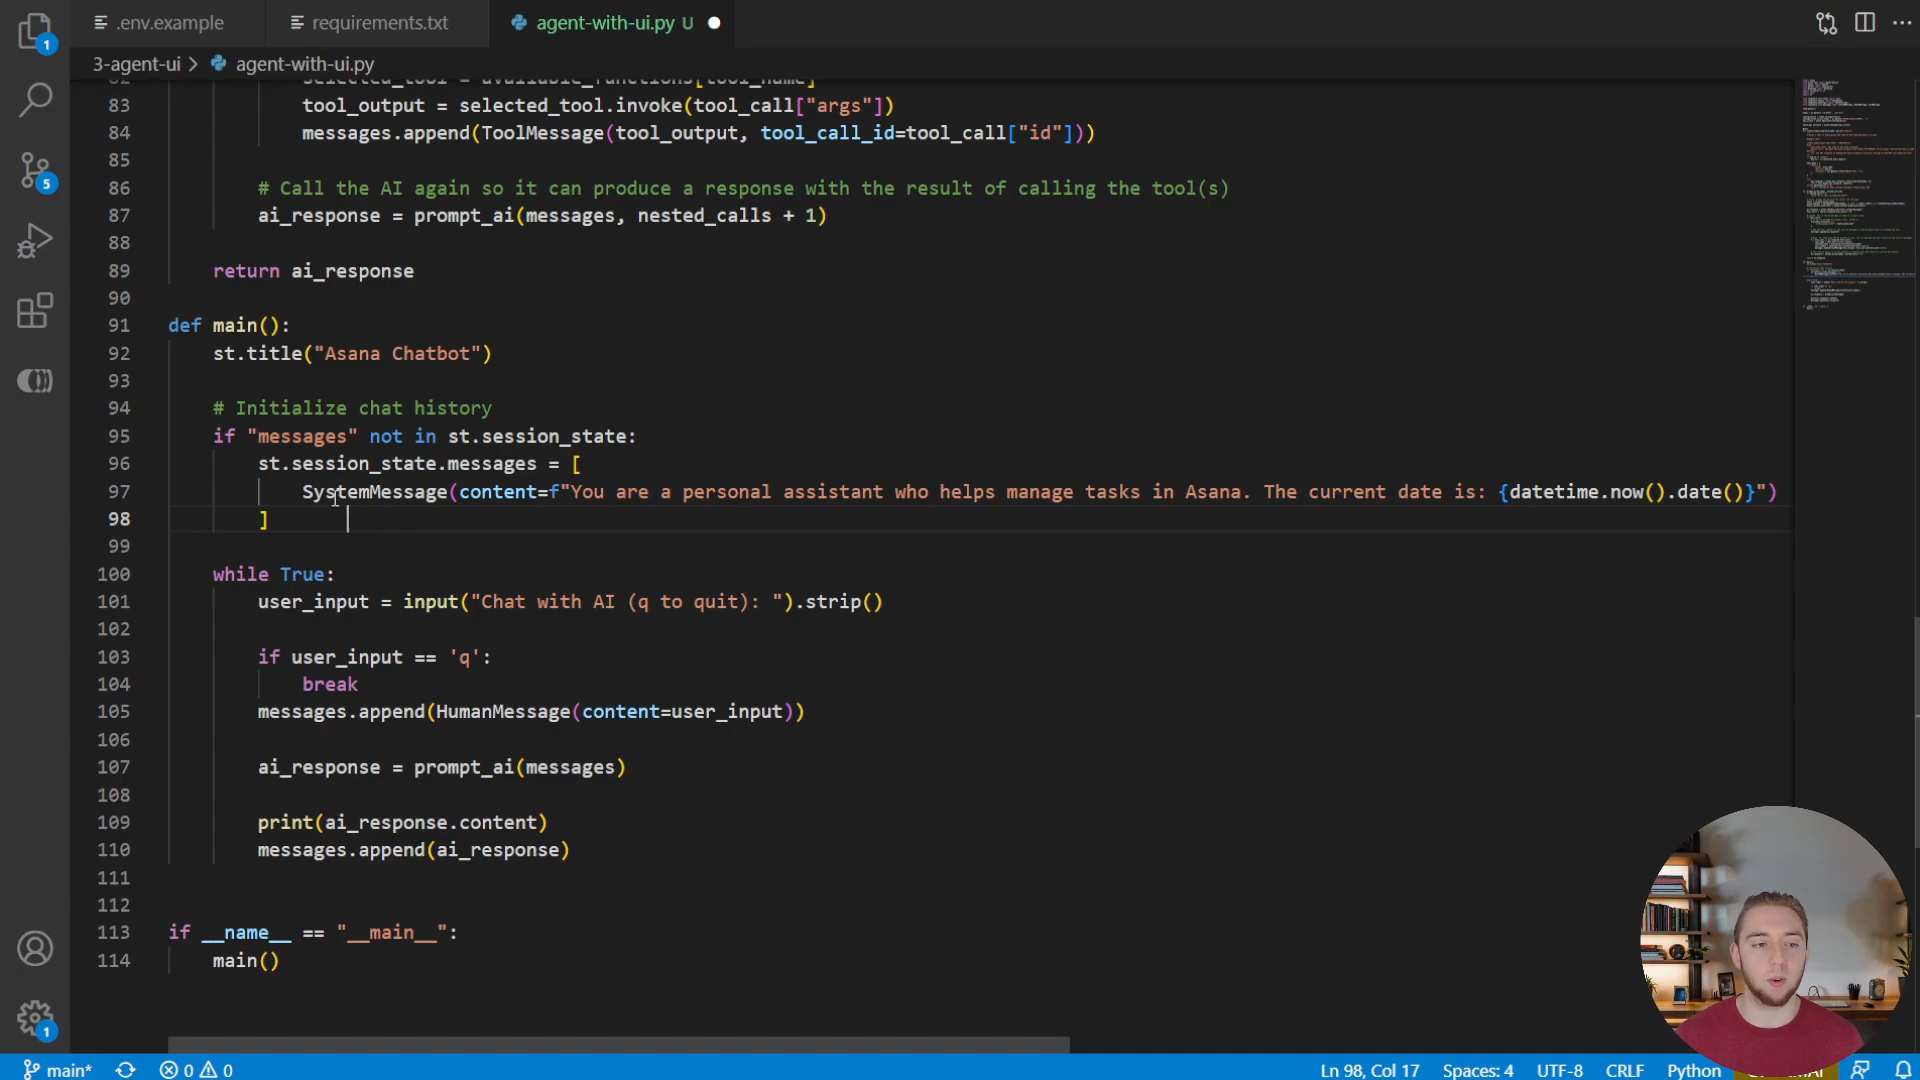 .env.example
requirements.txt
agent-with-ui.py U
3-agent-ui > agent-with-ui.py
83 tool_output = selected_tool.invoke(tool_call["args"])
84 messages.append(ToolMessage(tool_output, tool_call_id=tool_call["id"]))
85
86 # Call the AI again so it can produce a response with the result of calling the tool(s)
87 ai_response = prompt_ai(messages, nested_calls + 1)
88
89 return ai_response
90
91 def main():
92 st.title("Asana Chatbot")
93
94 # Initialize chat history
95 if "messages" not in st.session_state:
96 st.session_state.messages = [
97 SystemMessage(content=f"You are a personal assistant who helps manage tasks in Asana. The current date is: {datetime.now().date()}")
98 ]
99
100 while True:
101 user_input = input("Chat with AI (q to quit): ").strip()
102
103 if user_input == 'q':
104 break
105 messages.append(HumanMessage(content=user_input))
106
107 ai_response = prompt_ai(messages)
108
109 print(ai_response.content)
110 messages.append(ai_response)
111
112
113 if __name__ == "__main__":
114 main()
1
5
1
main*
0
0
Ln 98, Col 17
Spaces: 4
UTF-8
CRLF
Python